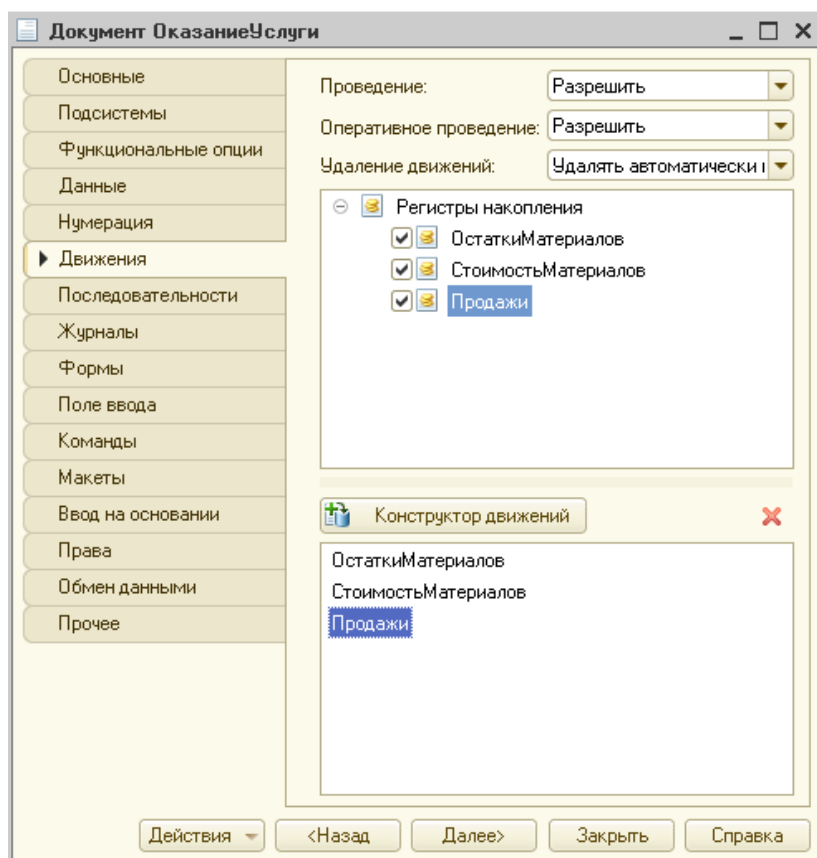 Документ ОказаниеУслуги
Основные
Подсистемы
Функциональные опции
Данные
Нумерация
Движения
Последовательности
Журналы
Формы
Поле ввода
Команды
Макеты
Ввод на основании
Права
Обмен данными
Прочее
Проведение: Разрешить
Оперативное проведение: Разрешить
Удаление движений: Удалять автоматически
Регистры накопления
ОстаткиМатериалов
СтоимостьМатериалов
Продажи
Конструктор движений
ОстаткиМатериалов
СтоимостьМатериалов
Продажи
Действия <Назад Далее> Закрыть Справка